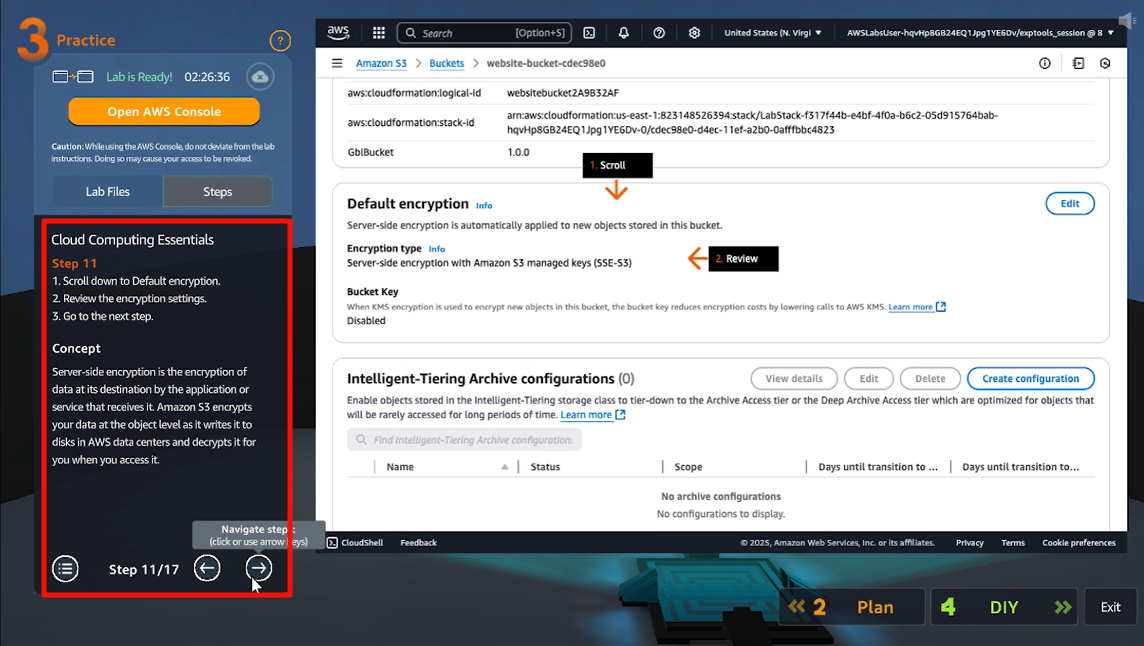 3 Practice
?
Lab is Ready! 02:26:36
Open AWS Console
Caution: While using the AWS Console, do not deviate from the lab
instructions. Doing so may cause your access to be revoked.
Lab Files
Steps
Cloud Computing Essentials
Step 11
1. Scroll down to Default encryption.
2. Review the encryption settings.
3. Go to the next step.
Concept
Server-side encryption is the encryption of
data at its destination by the application or
service that receives it. Amazon S3 encrypts
your data at the object level as it writes it to
disks in AWS data centers and decrypts it for
you when you access it.
Navigate steps:
(click or use arrow keys)
Step 11/17
aws
Search
[Option+S]
United States (N. Virgi
AWSLabsUser-hqvHp8GB24EQ1Jpg1YE6Dv/exptools_session @ 8
Amazon S3 > Buckets > website-bucket-cdec98e0
aws:cloudformation:logical-id
websitebucket2A9B32AF
aws:cloudformation:stack-id
arn:aws:cloudformation:us-east-1:823148526394:stack/LabStack-f317f44b-e4bf-4f0a-b6c2-05d915764bab-
hqvHp8GB24EQ1Jpg1YE6Dv-0/cdec98e0-d4ec-11ef-a2b0-0afffbbc4823
GblBucket
1.0.0
1. Scroll
Default encryption Info
Edit
Server-side encryption is automatically applied to new objects stored in this bucket.
Encryption type Info
Server-side encryption with Amazon S3 managed keys (SSE-S3)
2. Review
Bucket Key
When KMS encryption is used to encrypt new objects in this bucket, the bucket key reduces encryption costs by lowering calls to AWS KMS. Learn more
Disabled
Intelligent-Tiering Archive configurations (0)
View details
Edit
Delete
Create configuration
Enable objects stored in the Intelligent-Tiering storage class to tier-down to the Archive Access tier or the Deep Archive Access tier which are optimized for objects that
will be rarely accessed for long periods of time. Learn more
Find Intelligent-Tiering Archive configurations
Name
Status
Scope
Days until transition to ...
Days until transition to...
No archive configurations
No configurations to display.
CloudShell
Feedback
© 2025, Amazon Web Services, Inc. or its affiliates.
Privacy
Terms
Cookie preferences
2 Plan
4 DIY
Exit